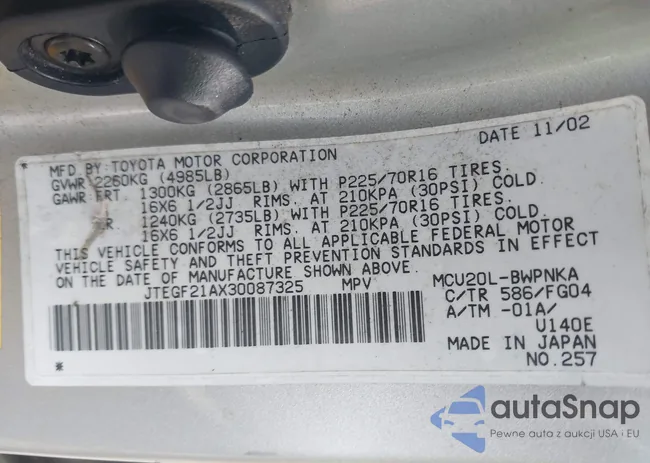 DATE 11/02
MFD BY TOYOTA MOTOR CORPORATION
GVWR 2260KG (4985LB)
GAWR FRT. 1300KG (2865LB) WITH P225/70R16 TIRES.
16X6 1/2JJ RIMS. AT 210KPA (30PSI) COLD.
RR. 1240KG (2735LB) WITH P225/70R16 TIRES.
16X6 1/2JJ RIMS. AT 210KPA (30PSI) COLD.
THIS VEHICLE CONFORMS TO ALL APPLICABLE FEDERAL MOTOR
VEHICLE SAFETY AND THEFT PREVENTION STANDARDS IN EFFECT
ON THE DATE OF MANUFACTURE SHOWN ABOVE.
JTEGF21AX30087325 MPV
MCU20L-BWPNKA
C/TR 586/FG04
A/TM -01A/
U140E
MADE IN JAPAN
NO.257
autoSnap
Pewne auta z aukcji USA i EU